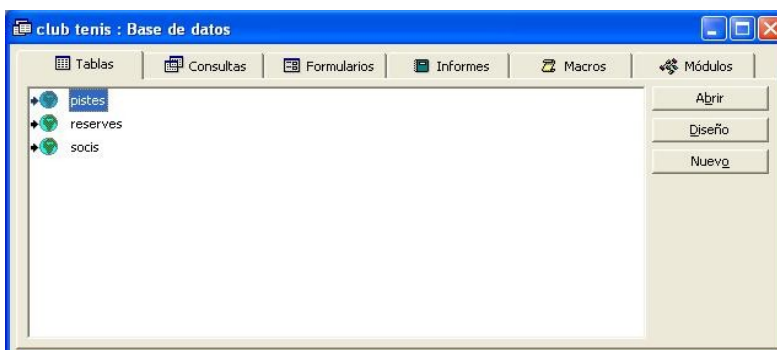 club tenis : Base de datos
Tablas Consultas Formularios Informes Macros Módulos
pistes
reserves
socis
Abrir
Diseño
Nuevo